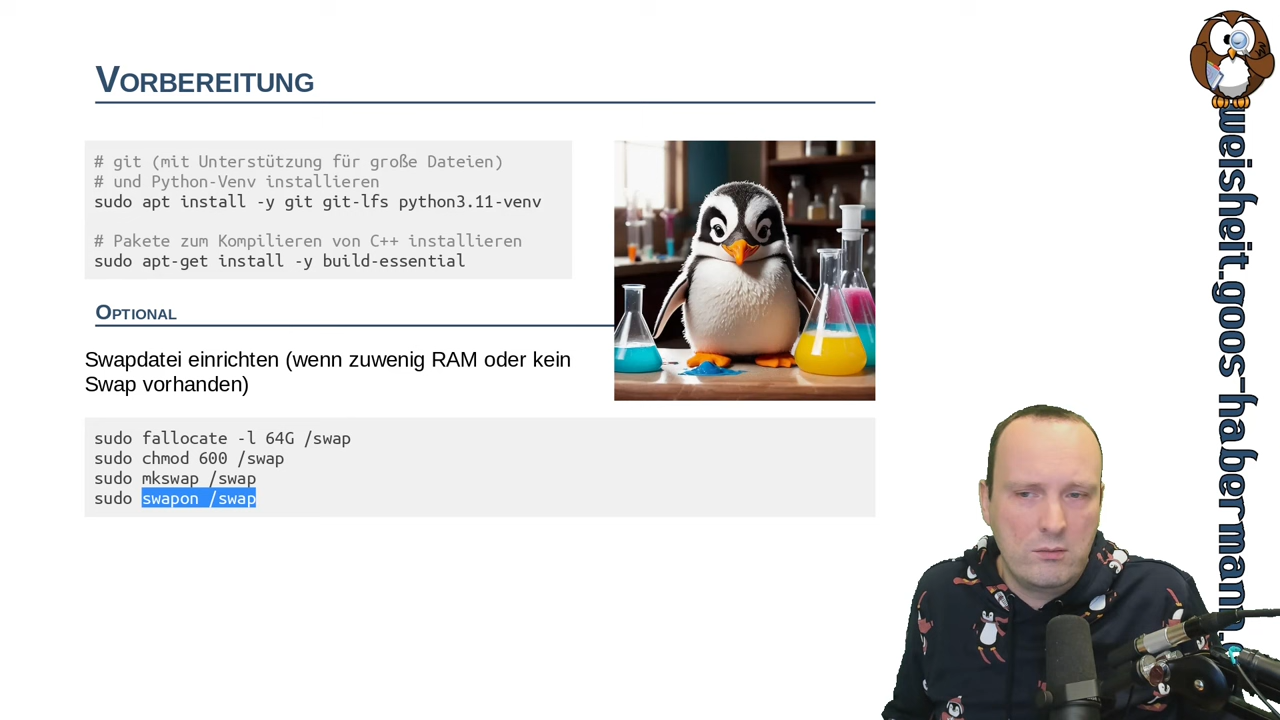 Vorbereitung
# git (mit Unterstützung für große Dateien)
# und Python-Venv installieren
sudo apt install -y git git-lfs python3.11-venv
# Pakete zum Kompilieren von C++ installieren
sudo apt-get install -y build-essential
Optional
Swapdatei einrichten (wenn zuwenig RAM oder kein
Swap vorhanden)
sudo fallocate -l 64G /swap
sudo chmod 600 /swap
sudo mkswap /swap
sudo swapon /swap
weisheit.goos-habermann.